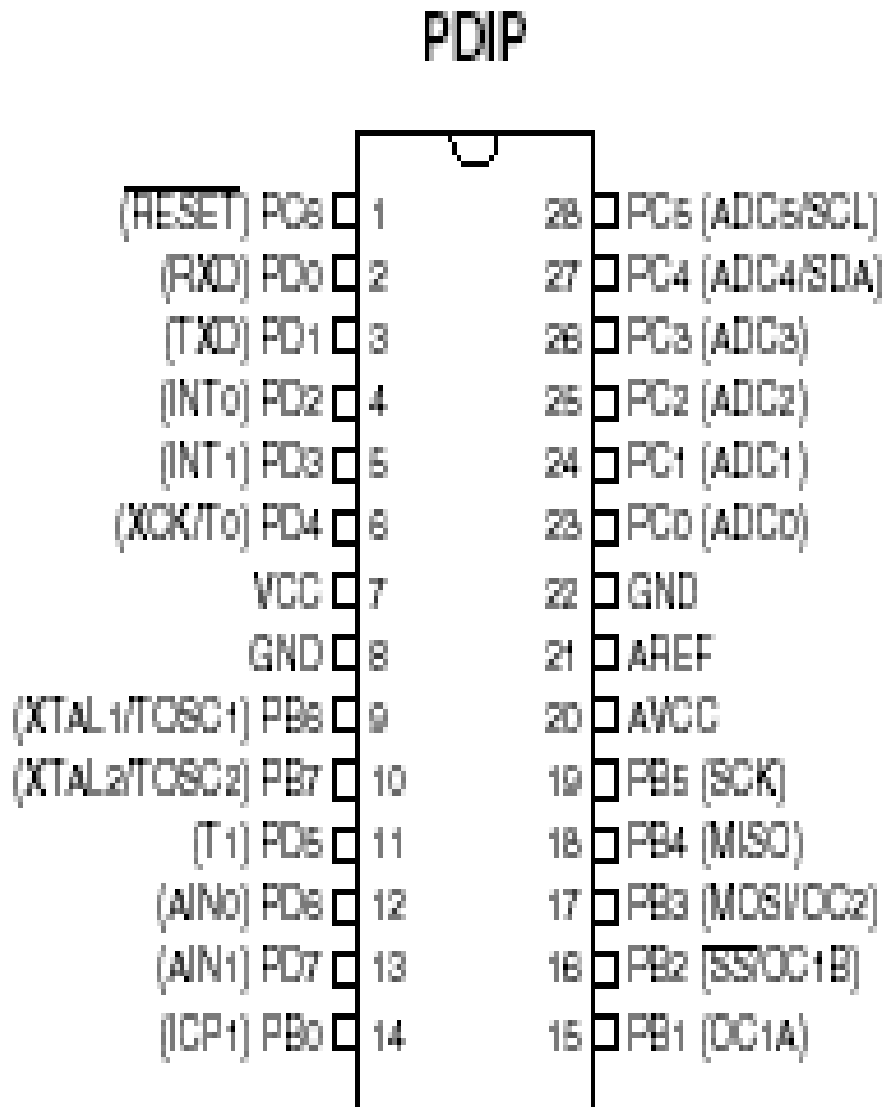 PDIP
(RESET) PC6 1 28 PC5 (ADC5/SCL)
(RXD) PD0 2 27 PC4 (ADC4/SDA)
(TXD) PD1 3 26 PC3 (ADC3)
(INT0) PD2 4 25 PC2 (ADC2)
(INT1) PD3 5 24 PC1 (ADC1)
(XCK/T0) PD4 6 23 PC0 (ADC0)
VCC 7 22 GND
GND 8 21 AREF
(XTAL1/TOSC1) PB6 9 20 AVCC
(XTAL2/TOSC2) PB7 10 19 PB5 (SCK)
(T1) PD5 11 18 PB4 (MISO)
(AIN0) PD6 12 17 PB3 (MOSI/OC2)
(AIN1) PD7 13 16 PB2 (SS/OC1B)
(ICP1) PB0 14 15 PB1 (OC1A)